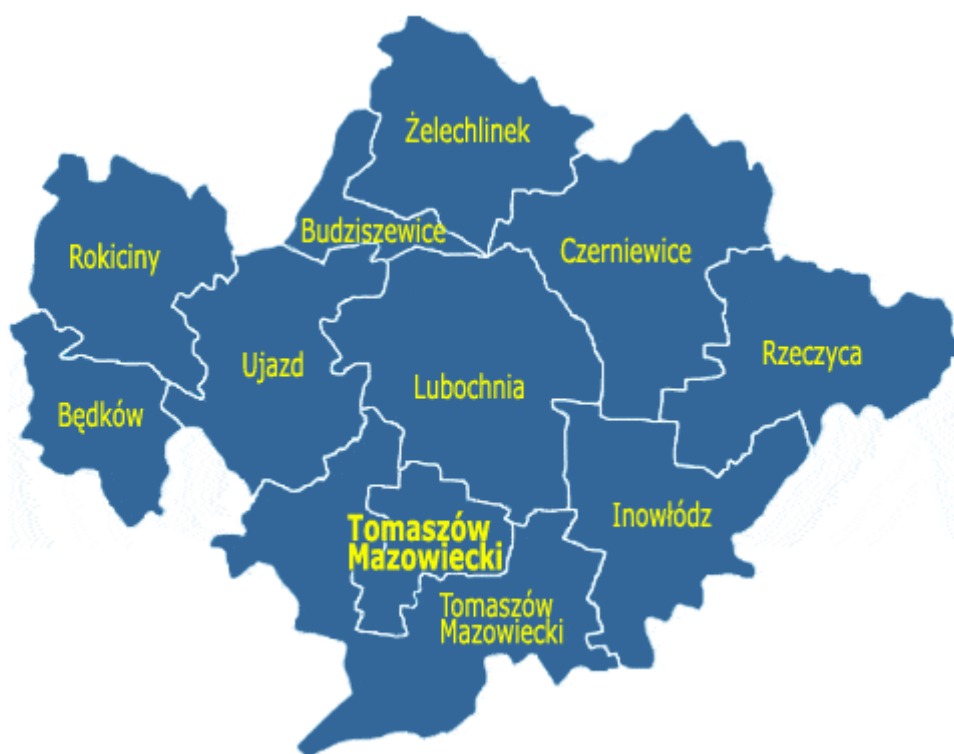 Żelechlinek
Budziszewice
Rokiciny
Czerniewice
Ujazd
Lubochnia
Rzeczyca
Będków
Inowłódz
Tomaszów
Mazowiecki
Tomaszów
Mazowiecki